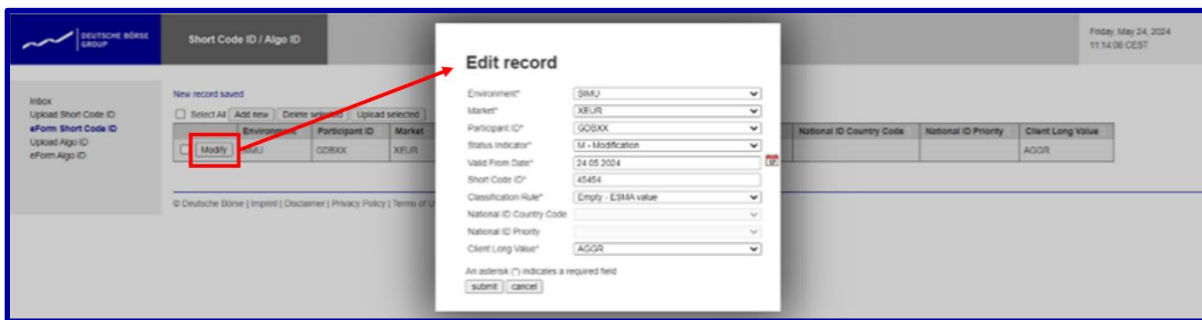 DEUTSCHE BÖRSE
GROUP
Short Code ID / Algo ID
Friday, May 24, 2024
11:14:08 CEST
Inbox
Upload Short Code ID
eForm Short Code ID
Upload Algo ID
eForm Algo ID
New record saved
Select All Add new Delete selected Upload selected
Environment Participant ID Market National ID Country Code National ID Priority Client Long Value
Modify SIMU GDBXX XEUR AGGR
© Deutsche Börse | Imprint | Disclaimer | Privacy Policy | Terms of
Edit record
Environment* SIMU
Market* XEUR
Participant ID* GDBXX
Status Indicator* M - Modification
Valid From Date* 24.05.2024
Short Code ID* 45454
Classification Rule* Empty - ESMA value
National ID Country Code
National ID Priority
Client Long Value* AGGR
An asterisk (*) indicates a required field
submit cancel